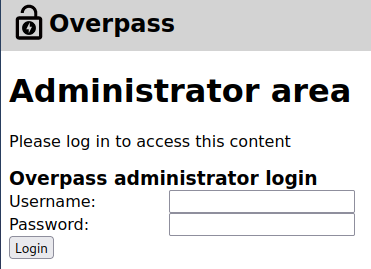 Overpass
Administrator area
Please log in to access this content
Overpass administrator login
Username:
Password:
Login